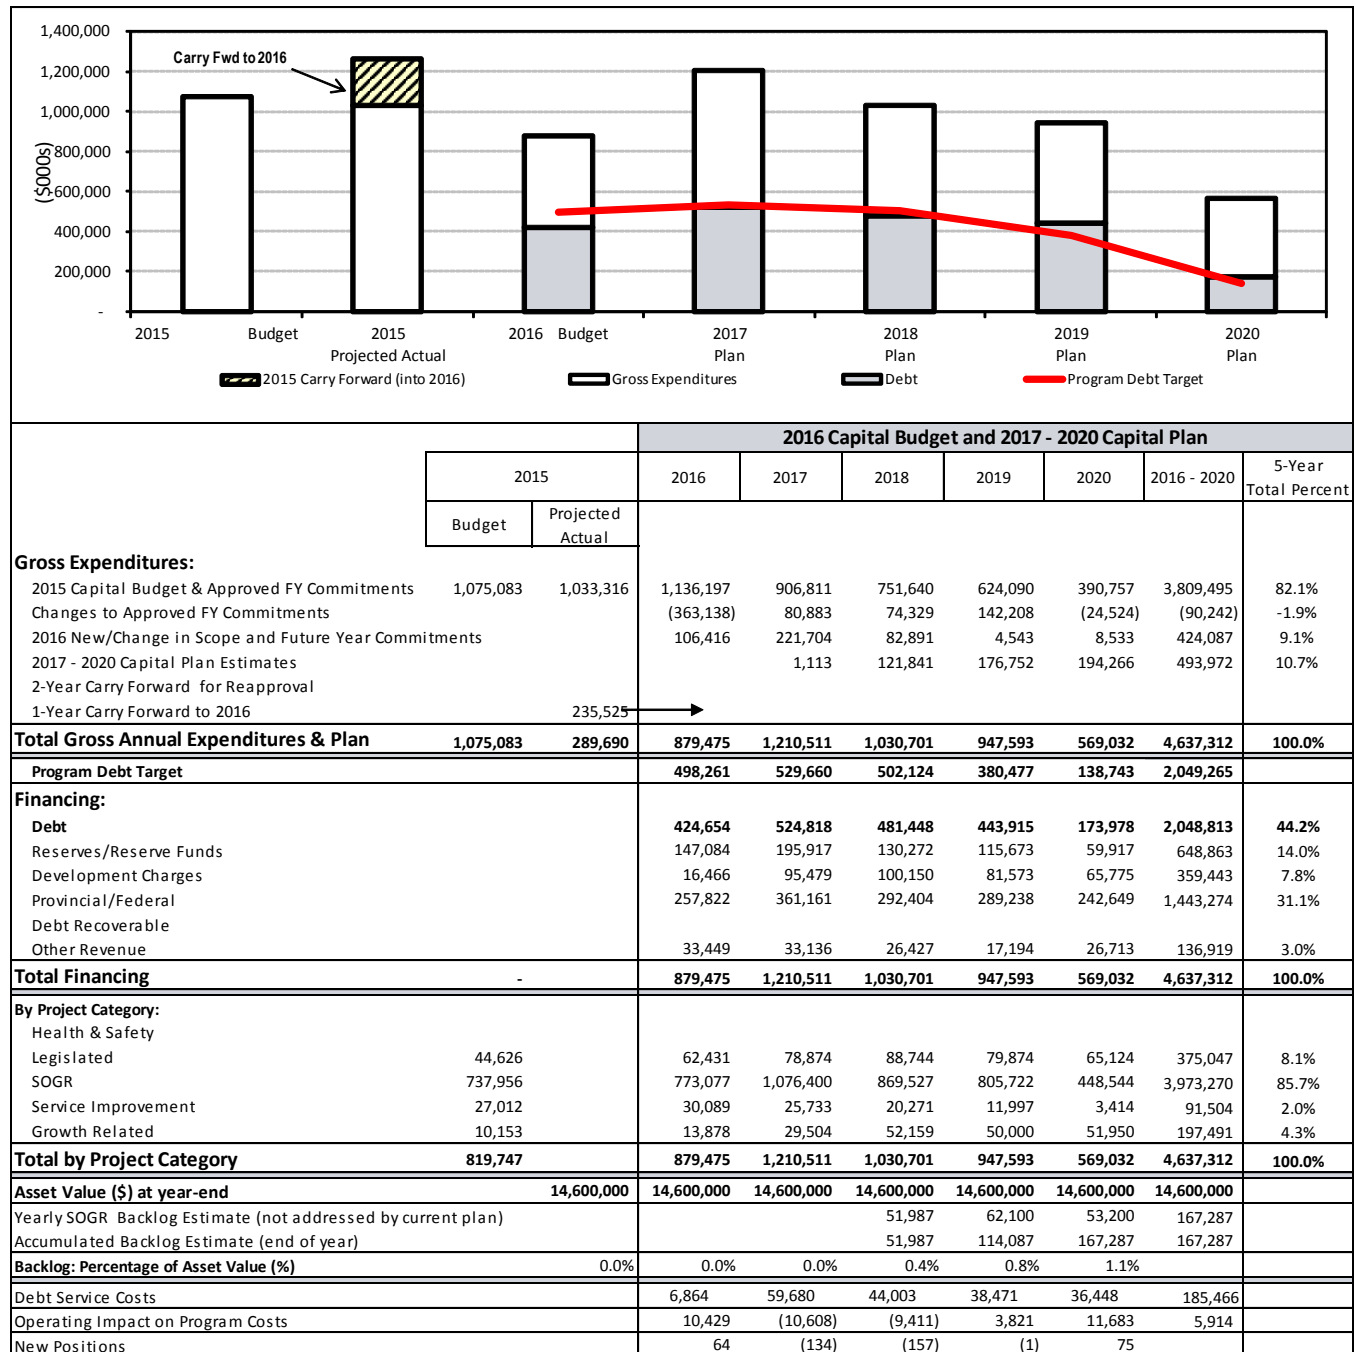 1,400,000
Carry Fwd to 2016
1,200,000
1,000,000
800,000
($000s)
600,000
400,000
200,000
-
2015 Budget 2015 2016 Budget 2017 2018 2019 2020
Projected Actual Plan Plan Plan Plan
2015 Carry Forward (into 2016) Gross Expenditures Debt Program Debt Target
2016 Capital Budget and 2017 - 2020 Capital Plan
2015 2016 2017 2018 2019 2020 2016 - 2020 5-Year Total Percent
Budget Projected Actual
Gross Expenditures:
2015 Capital Budget & Approved FY Commitments 1,075,083 1,033,316 1,136,197 906,811 751,640 624,090 390,757 3,809,495 82.1%
Changes to Approved FY Commitments (363,138) 80,883 74,329 142,208 (24,524) (90,242) -1.9%
2016 New/Change in Scope and Future Year Commitments 106,416 221,704 82,891 4,543 8,533 424,087 9.1%
2017 - 2020 Capital Plan Estimates 1,113 121,841 176,752 194,266 493,972 10.7%
2-Year Carry Forward for Reapproval
1-Year Carry Forward to 2016 235,525
Total Gross Annual Expenditures & Plan 1,075,083 289,690 879,475 1,210,511 1,030,701 947,593 569,032 4,637,312 100.0%
Program Debt Target 498,261 529,660 502,124 380,477 138,743 2,049,265
Financing:
Debt 424,654 524,818 481,448 443,915 173,978 2,048,813 44.2%
Reserves/Reserve Funds 147,084 195,917 130,272 115,673 59,917 648,863 14.0%
Development Charges 16,466 95,479 100,150 81,573 65,775 359,443 7.8%
Provincial/Federal 257,822 361,161 292,404 289,238 242,649 1,443,274 31.1%
Debt Recoverable
Other Revenue 33,449 33,136 26,427 17,194 26,713 136,919 3.0%
Total Financing - 879,475 1,210,511 1,030,701 947,593 569,032 4,637,312 100.0%
By Project Category:
Health & Safety
Legislated 44,626 62,431 78,874 88,744 79,874 65,124 375,047 8.1%
SOGR 737,956 773,077 1,076,400 869,527 805,722 448,544 3,973,270 85.7%
Service Improvement 27,012 30,089 25,733 20,271 11,997 3,414 91,504 2.0%
Growth Related 10,153 13,878 29,504 52,159 50,000 51,950 197,491 4.3%
Total by Project Category 819,747 879,475 1,210,511 1,030,701 947,593 569,032 4,637,312 100.0%
Asset Value ($) at year-end 14,600,000 14,600,000 14,600,000 14,600,000 14,600,000 14,600,000 14,600,000
Yearly SOGR Backlog Estimate (not addressed by current plan) 51,987 62,100 53,200 167,287
Accumulated Backlog Estimate (end of year) 51,987 114,087 167,287 167,287
Backlog: Percentage of Asset Value (%) 0.0% 0.0% 0.0% 0.4% 0.8% 1.1%
Debt Service Costs 6,864 59,680 44,003 38,471 36,448 185,466
Operating Impact on Program Costs 10,429 (10,608) (9,411) 3,821 11,683 5,914
New Positions 64 (134) (157) (1) 75